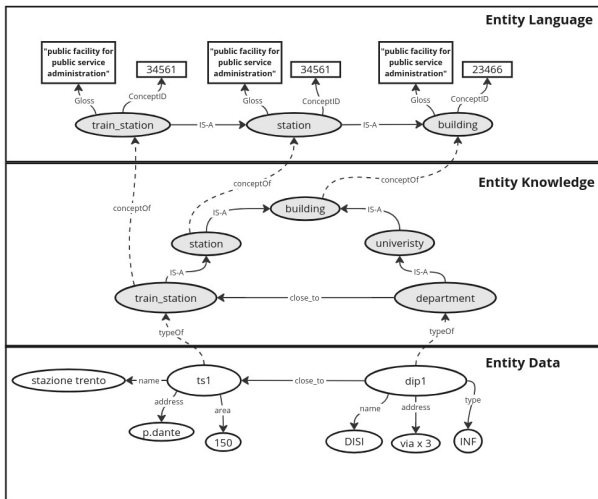 Entity Language
"public facility for
public service
administration"
34561
"public facility for
public service
administration"
34561
"public facility for
public service
administration"
23466
Gloss
ConceptID
Gloss
ConceptID
Gloss
ConceptID
train_station
IS-A
station
IS-A
building
Entity Knowledge
conceptOf
conceptOf
conceptOf
building
IS-A
IS-A
station
univeristy
IS-A
IS-A
train_station
close_to
department
typeOf
typeOf
Entity Data
stazione trento
name
ts1
close_to
dip1
address
area
name
address
type
p.dante
150
DISI
via x 3
INF